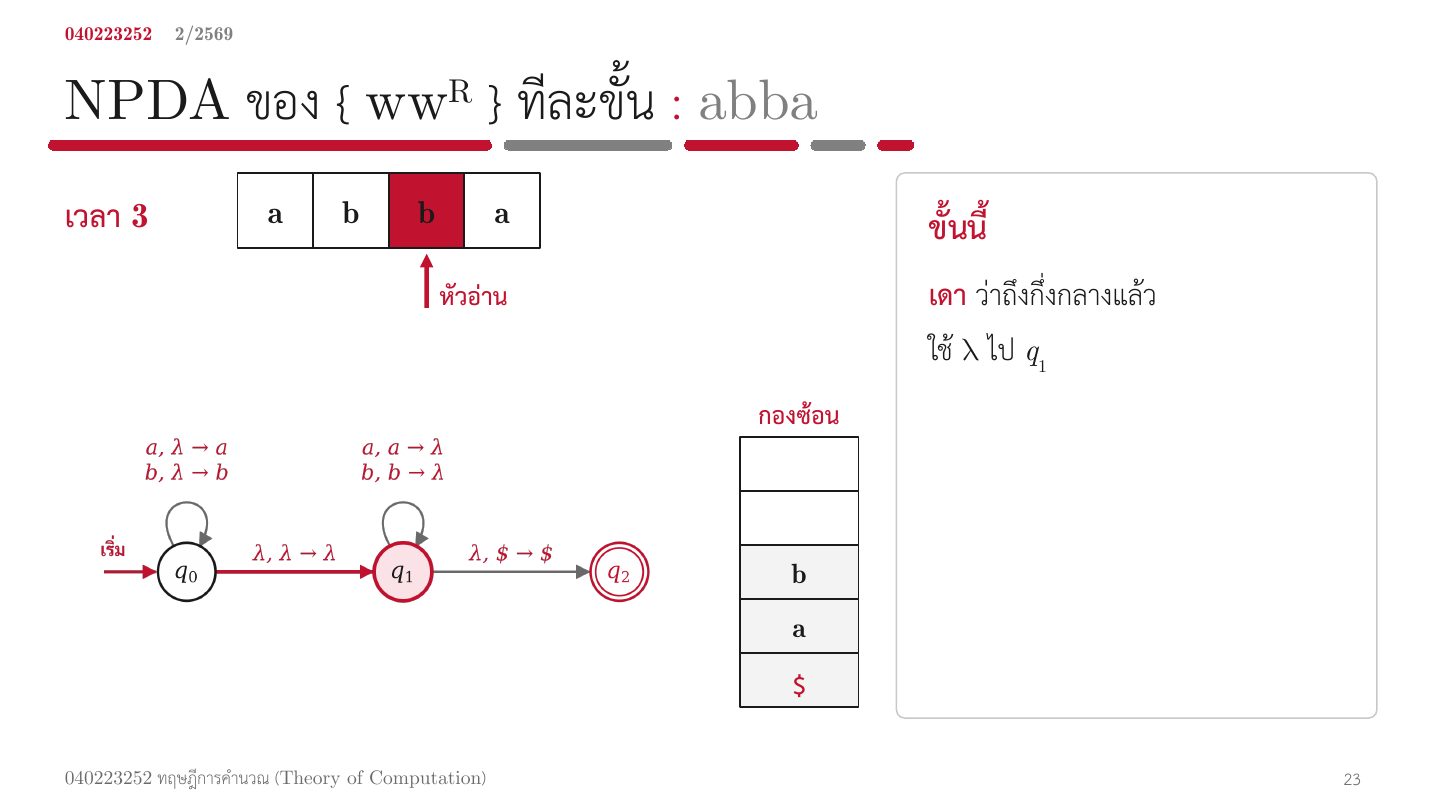 040223252 2/2569
NPDA ของ { wwᴿ } ทีละขั้น : abba
เวลา 3
a b b a
หัวอ่าน
ขั้นนี้
เดา ว่าถึงกึ่งกลางแล้ว
ใช้ λ ไป q₁
กองซ้อน
b
a
$
a, λ → a
b, λ → b
a, a → λ
b, b → λ
เริ่ม
q₀
λ, λ → λ
q₁
λ, $ → $
q₂
040223252 ทฤษฎีการคำนวณ (Theory of Computation)
23